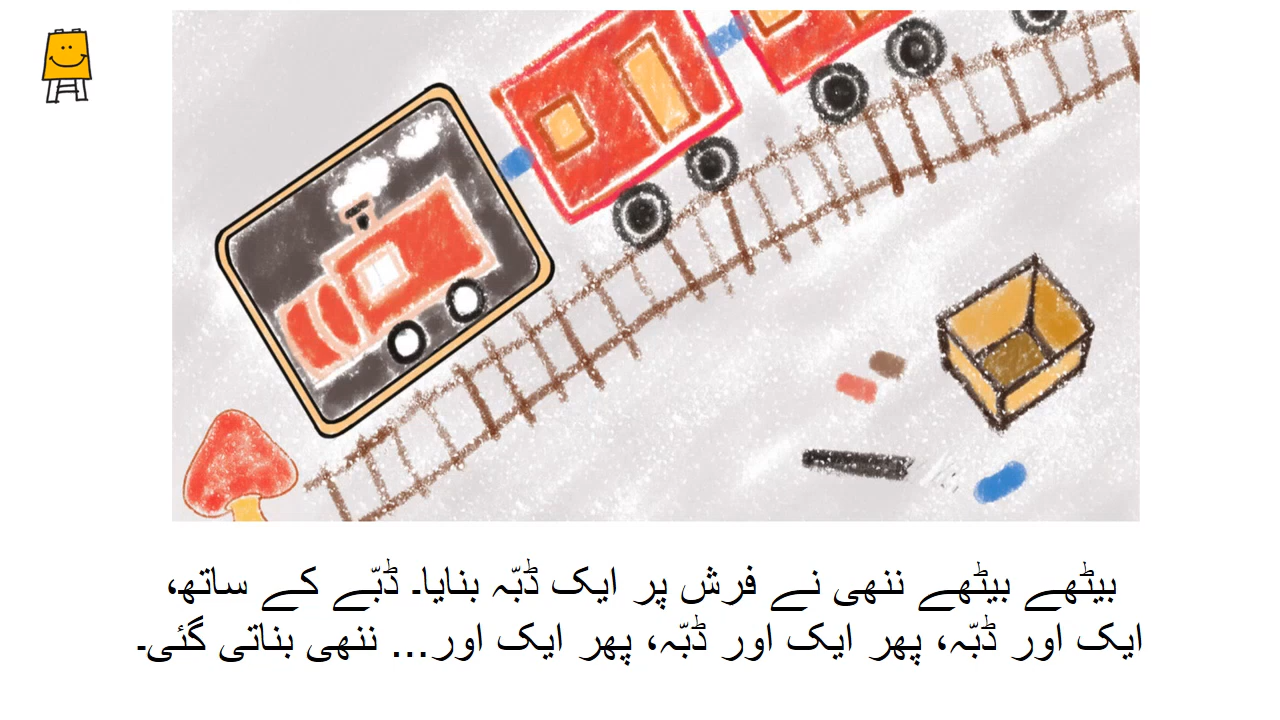 بیٹھے بیٹھے ننھی نے فرش پر ایک ڈبّہ بنایا۔ ڈبّے کے ساتھ،
ایک اور ڈبّہ، پھر ایک اور ڈبّہ، پھر ایک اور... ننھی بناتی گئی۔